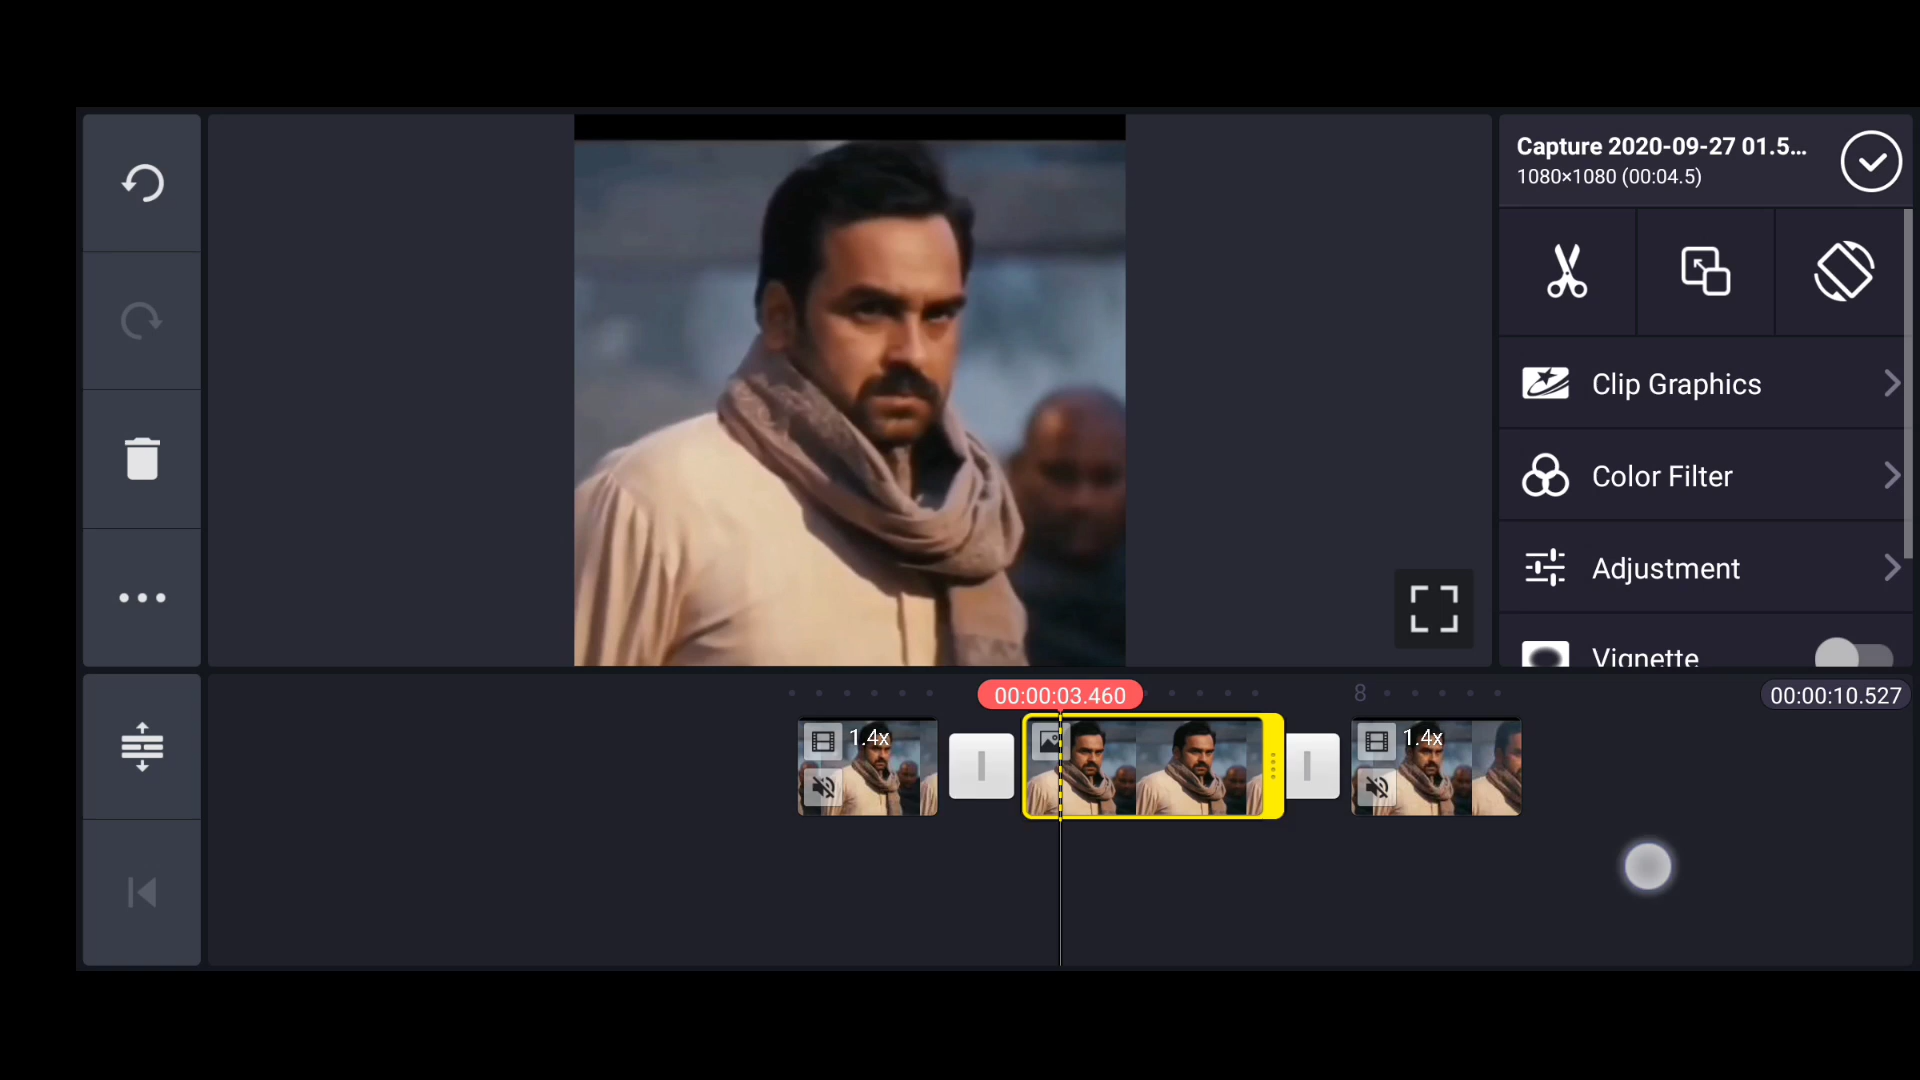 Capture 2020-09-27 01.5...
1080×1080 (00:04.5)
Clip Graphics
Color Filter
Adjustment
Vignette
00:00:03.460
8
00:00:10.527
1.4x
1.4x